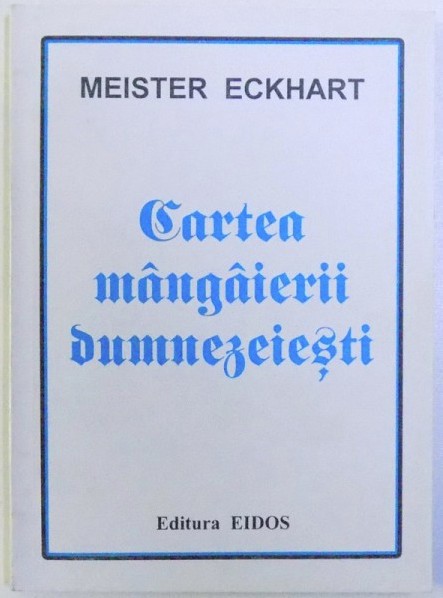 MEISTER ECKHART
Cartea
mângâierii
dumnezeiești
Editura EIDOS